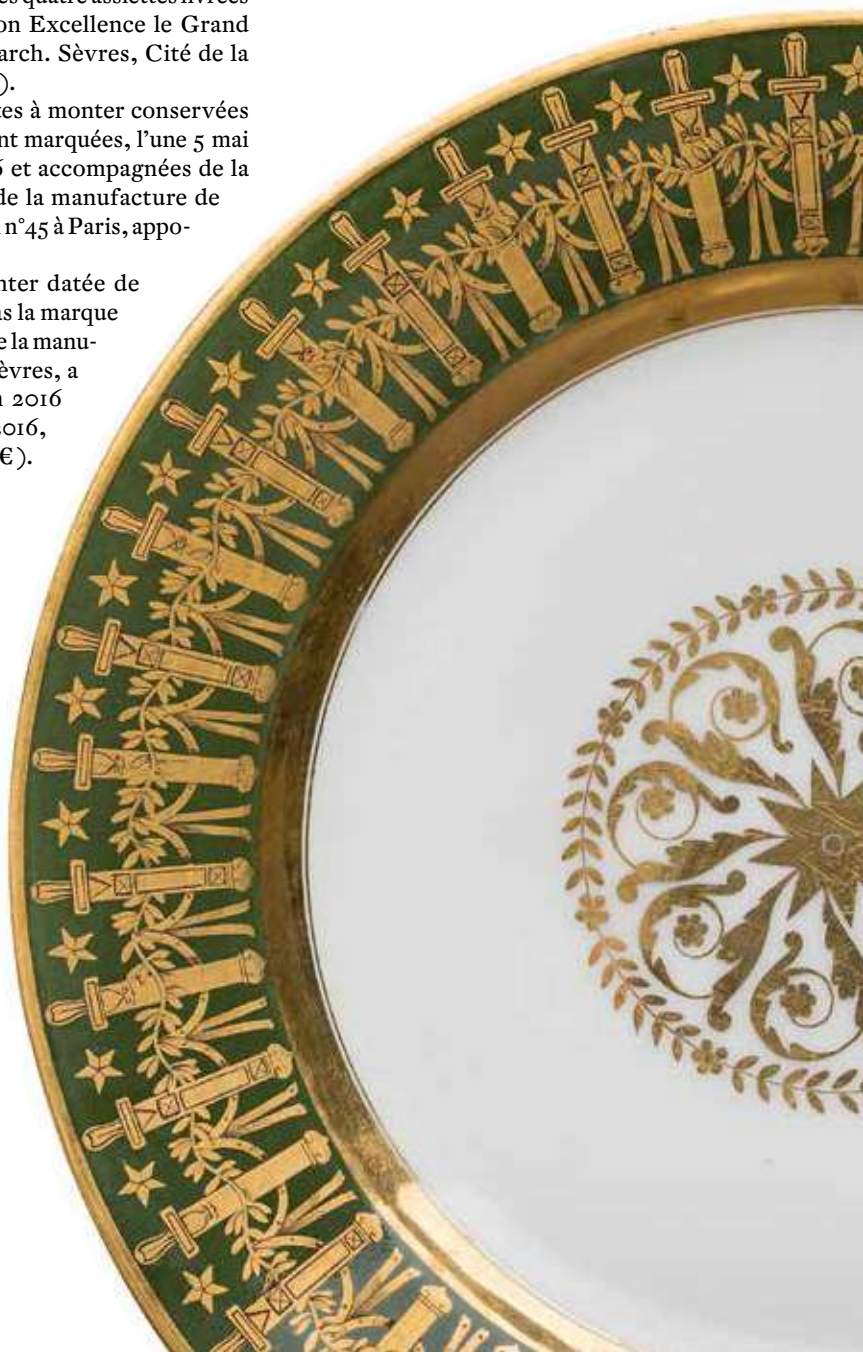 es quatre assiettes livrées
on Excellence le Grand
arch. Sèvres, Cité de la
).
tes à monter conservées
nt marquées, l'une 5 mai
6 et accompagnées de la
de la manufacture de
n°45 à Paris, appo-
nter datée de
as la marque
e la manu-
èvres, a
n 2016
2016,
€).